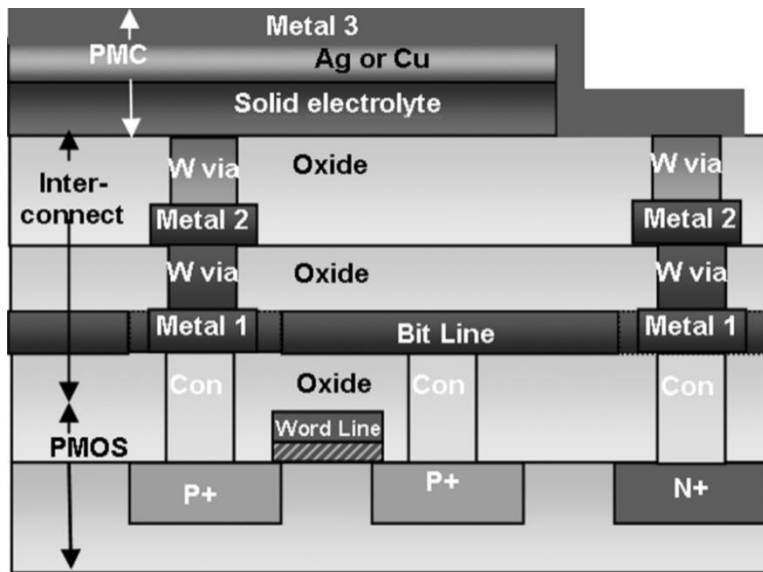 Metal 3
PMC
Ag or Cu
Solid electrolyte
W via
Oxide
W via
Inter-
connect
Metal 2
Metal 2
W via
Oxide
W via
Metal 1
Bit Line
Metal 1
Con
Oxide
Con
Con
Word Line
PMOS
P+
P+
N+